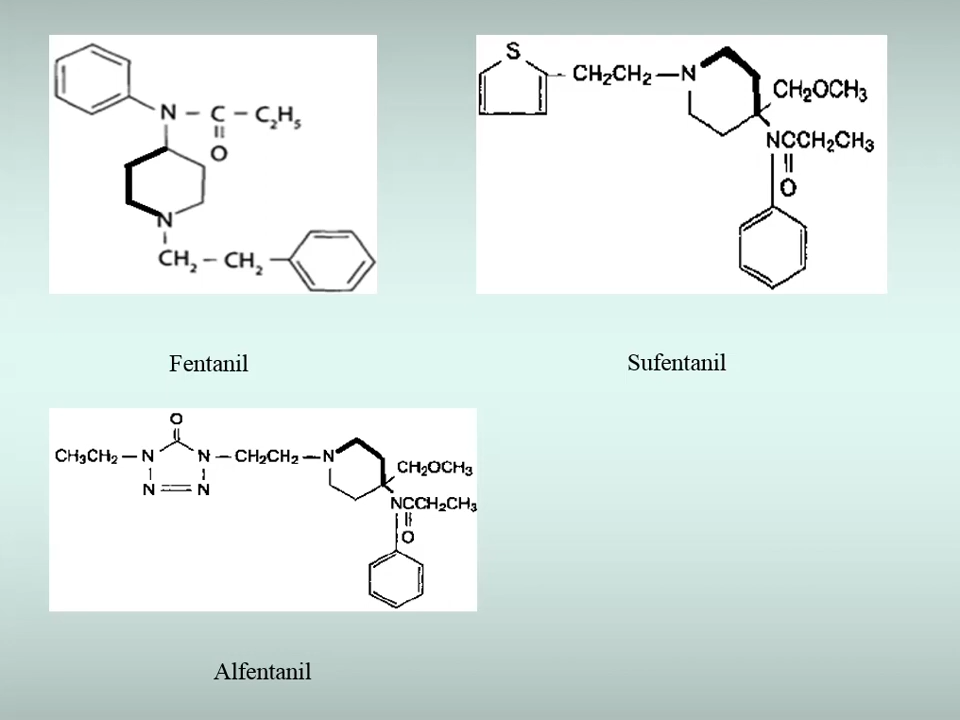 N – C – C₂H₅
O
N
CH₂ – CH₂
Fentanil
S
CH₂CH₂ – N
CH₂OCH₃
NCCH₂CH₃
O
Sufentanil
O
CH₃CH₂ – N N – CH₂CH₂ – N
CH₂OCH₃
N = N
NCCH₂CH₃
O
Alfentanil